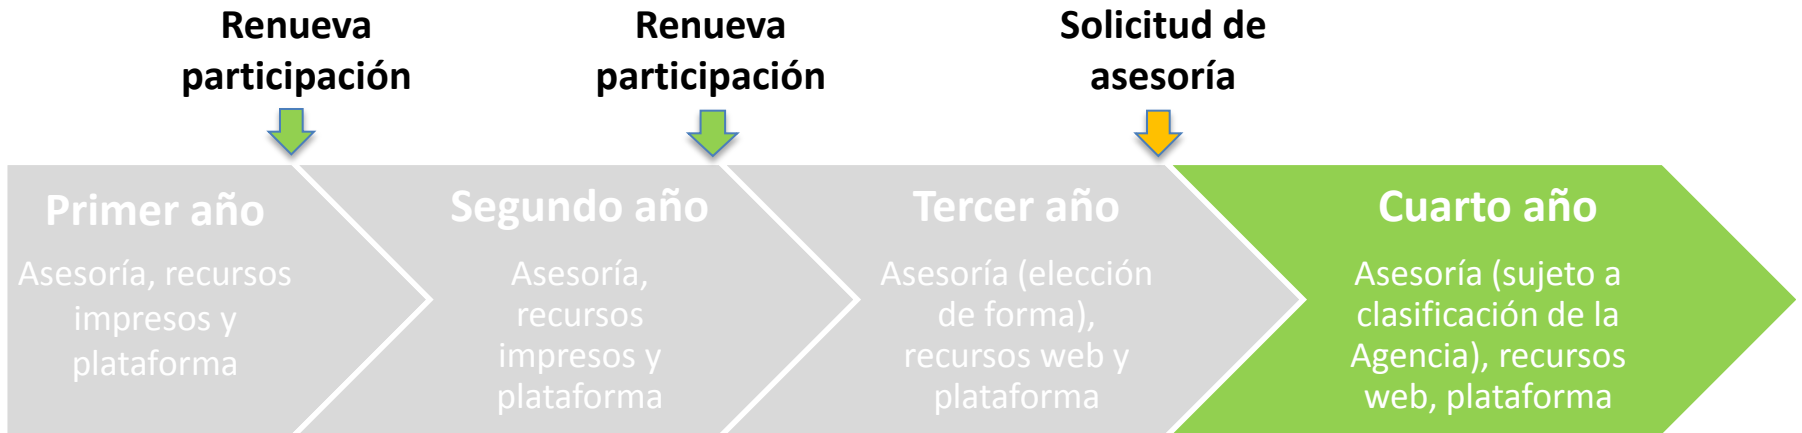 Renueva
participación
Renueva
participación
Solicitud de
asesoría
Primer año
Asesoría, recursos
impresos y
plataforma
Segundo año
Asesoría,
recursos
impresos y
plataforma
Tercer año
Asesoría (elección
de forma),
recursos web y
plataforma
Cuarto año
Asesoría (sujeto a
clasificación de la
Agencia), recursos
web, plataforma